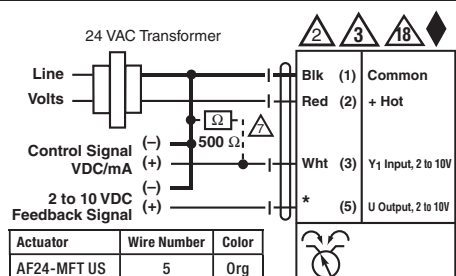 24 VAC Transformer
2 3 18
Line
Volts
Blk (1) Common
Red (2) + Hot
Ω
7
500 Ω
Control Signal (–)
VDC/mA (+)
Wht (3) Y1 Input, 2 to 10V
(–)
2 to 10 VDC
Feedback Signal (+)
* (5) U Output, 2 to 10V
Actuator Wire Number Color
AF24-MFT US 5 Org